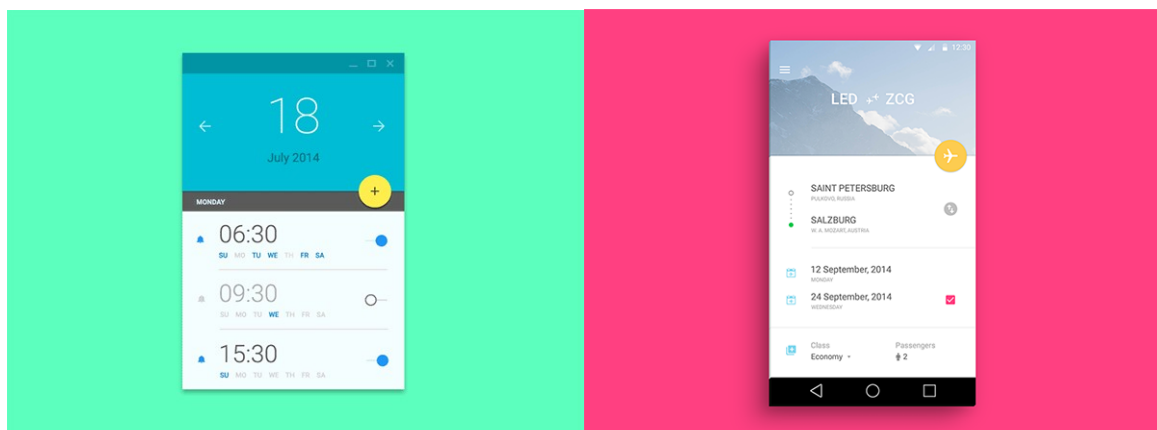 18
July 2014
MONDAY
06:30
SU MO TU WE TH FR SA
09:30
SU MO TU WE TH FR SA
15:30
SU MO TU WE TH FR SA
12:30
LED ZCG
SAINT PETERSBURG
PULKOVO, RUSSIA
SALZBURG
W. A. MOZART, AUSTRIA
12 September, 2014
MONDAY
24 September, 2014
WEDNESDAY
Class Passengers
Economy 2